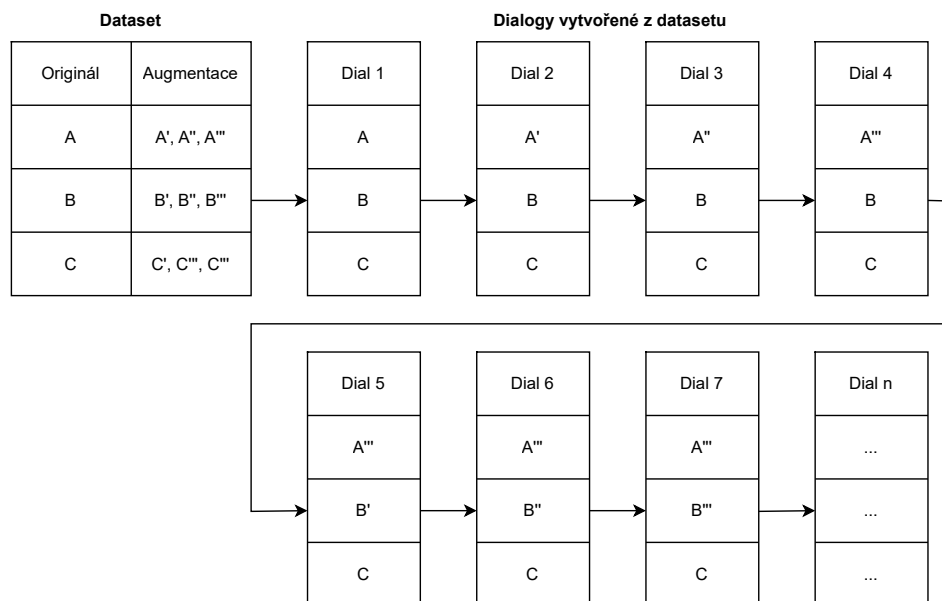 Dataset Dialogy vytvořené z datasetu
Originál Augmentace Dial 1 Dial 2 Dial 3 Dial 4
A A', A", A"' A A' A" A"'
B B', B", B"' B B B B
C C', C"', C"' C C C C
Dial 5 Dial 6 Dial 7 Dial n
A"' A"' A"' ...
B' B" B"' ...
C C C ...